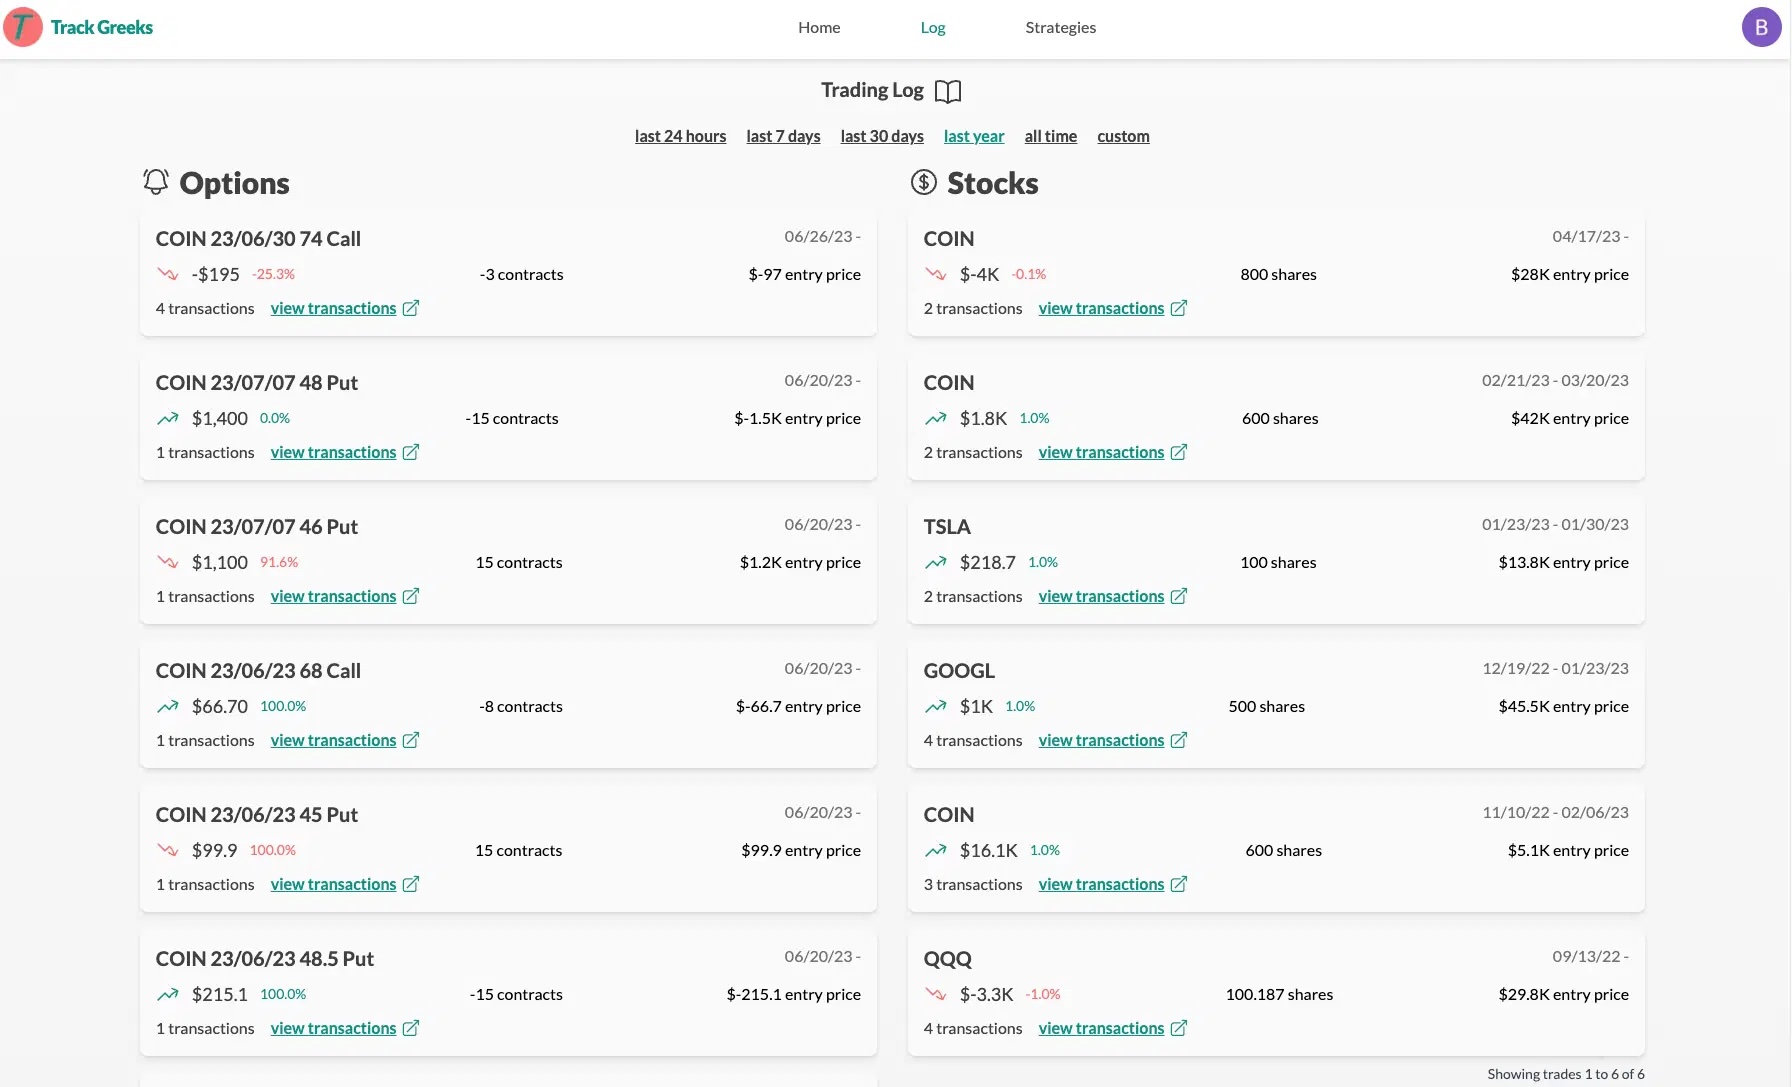 T Track Greeks
Home
Log
Strategies
B
Trading Log
last 24 hours last 7 days last 30 days last year all time custom
Options
COIN 23/06/30 74 Call
06/26/23 -
-$195 -25.3%
-3 contracts
$-97 entry price
4 transactions view transactions
COIN 23/07/07 48 Put
06/20/23 -
$1,400 0.0%
-15 contracts
$-1.5K entry price
1 transactions view transactions
COIN 23/07/07 46 Put
06/20/23 -
$1,100 91.6%
15 contracts
$1.2K entry price
1 transactions view transactions
COIN 23/06/23 68 Call
06/20/23 -
$66.70 100.0%
-8 contracts
$-66.7 entry price
1 transactions view transactions
COIN 23/06/23 45 Put
06/20/23 -
$99.9 100.0%
15 contracts
$99.9 entry price
1 transactions view transactions
COIN 23/06/23 48.5 Put
06/20/23 -
$215.1 100.0%
-15 contracts
$-215.1 entry price
1 transactions view transactions
$ Stocks
COIN
04/17/23 -
$-4K -0.1%
800 shares
$28K entry price
2 transactions view transactions
COIN
02/21/23 - 03/20/23
$1.8K 1.0%
600 shares
$42K entry price
2 transactions view transactions
TSLA
01/23/23 - 01/30/23
$218.7 1.0%
100 shares
$13.8K entry price
2 transactions view transactions
GOOGL
12/19/22 - 01/23/23
$1K 1.0%
500 shares
$45.5K entry price
4 transactions view transactions
COIN
11/10/22 - 02/06/23
$16.1K 1.0%
600 shares
$5.1K entry price
3 transactions view transactions
QQQ
09/13/22 -
$-3.3K -1.0%
100.187 shares
$29.8K entry price
4 transactions view transactions
Showing trades 1 to 6 of 6